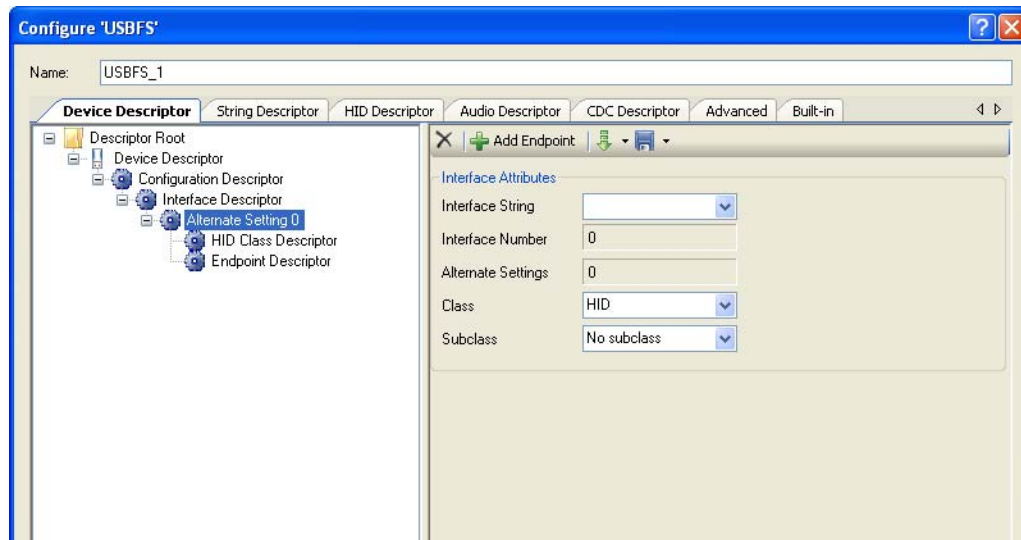 Configure 'USBFS'
Name: USBFS_1
Device Descriptor String Descriptor HID Descriptor Audio Descriptor CDC Descriptor Advanced Built-in
Descriptor Root
Device Descriptor
Configuration Descriptor
Interface Descriptor
Alternate Setting 0
HID Class Descriptor
Endpoint Descriptor
Add Endpoint
Interface Attributes
Interface String
Interface Number 0
Alternate Settings 0
Class HID
Subclass No subclass